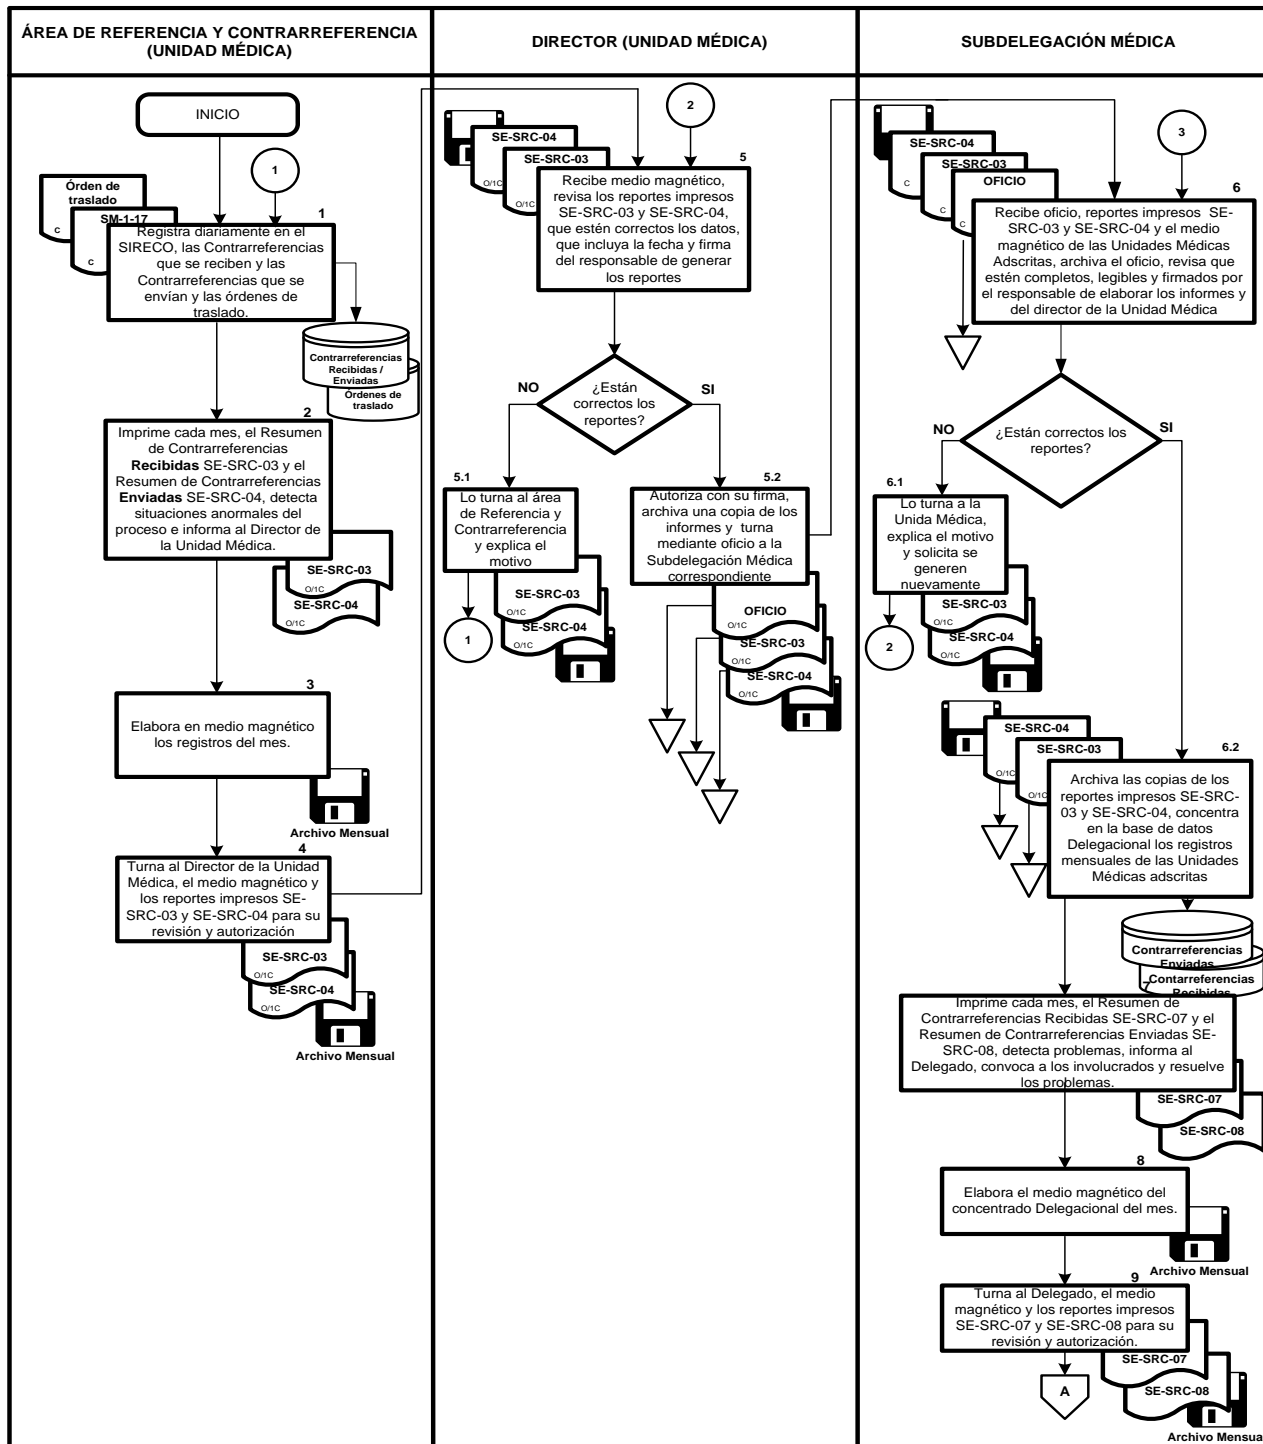 ÁREA DE REFERENCIA Y CONTRARREFERENCIA
(UNIDAD MÉDICA)
INICIO
1
Órden de
traslado
C
SM-1-17
C
1
Registra diariamente en el
SIRECO, las Contrarreferencias
que se reciben y las
Contrarreferencias que se
envían y las órdenes de
traslado.
Contrarreferencias
Recibidas /
Enviadas
Órdenes de
traslado
2
Imprime cada mes, el Resumen
de Contrarreferencias
Recibidas SE-SRC-03 y el
Resumen de Contrarreferencias
Enviadas SE-SRC-04, detecta
situaciones anormales del
proceso e informa al Director de
la Unidad Médica.
SE-SRC-03
O/1C
SE-SRC-04
O/1C
3
Elabora en medio magnético
los registros del mes.
Archivo Mensual
4
Turna al Director de la Unidad
Médica, el medio magnético y
los reportes impresos SE-
SRC-03 y SE-SRC-04 para su
revisión y autorización
SE-SRC-03
O/1C
SE-SRC-04
O/1C
Archivo Mensual
DIRECTOR (UNIDAD MÉDICA)
2
SE-SRC-04
O/1C
SE-SRC-03
O/1C
5
Recibe medio magnético,
revisa los reportes impresos
SE-SRC-03 y SE-SRC-04,
que estén correctos los datos,
que incluya la fecha y firma
del responsable de generar
los reportes
¿Están
correctos los
reportes?
NO
SI
5.1
Lo turna al área
de Referencia y
Contrarreferencia
y explica el
motivo
SE-SRC-03
O/1C
SE-SRC-04
O/1C
1
5.2
Autoriza con su firma,
archiva una copia de los
informes y turna
mediante oficio a la
Subdelegación Médica
correspondiente
OFICIO
O/1C
SE-SRC-03
O/1C
SE-SRC-04
O/1C
SUBDELEGACIÓN MÉDICA
3
SE-SRC-04
C
SE-SRC-03
C
OFICIO
C
6
Recibe oficio, reportes impresos SE-
SRC-03 y SE-SRC-04 y el medio
magnético de las Unidades Médicas
Adscritas, archiva el oficio, revisa que
estén completos, legibles y firmados por
el responsable de elaborar los informes y
del director de la Unidad Médica
¿Están correctos los
reportes?
NO
SI
6.1
Lo turna a la
Unida Médica,
explica el motivo
y solicita se
generen
nuevamente
SE-SRC-03
O/1C
SE-SRC-04
O/1C
2
SE-SRC-04
O/1C
SE-SRC-03
O/1C
6.2
Archiva las copias de los
reportes impresos SE-SRC-
03 y SE-SRC-04, concentra
en la base de datos
Delegacional los registros
mensuales de las Unidades
Médicas adscritas
Contrarreferencias
Enviadas
Contarreferencias
Recibidas
7
Imprime cada mes, el Resumen de
Contrarreferencias Recibidas SE-SRC-07 y el
Resumen de Contrarreferencias Enviadas SE-
SRC-08, detecta problemas, informa al
Delegado, convoca a los involucrados y resuelve
los problemas.
SE-SRC-07
SE-SRC-08
8
Elabora el medio magnético del
concentrado Delegacional del mes.
Archivo Mensual
9
Turna al Delegado, el medio
magnético y los reportes impresos
SE-SRC-07 y SE-SRC-08 para su
revisión y autorización.
SE-SRC-07
SE-SRC-08
A
Archivo Mensual